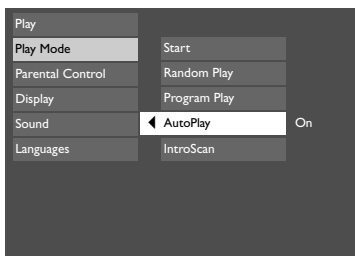 Play
Play Mode
Parental Control
Display
Sound
Languages
Start
Random Play
Program Play
AutoPlay On
IntroScan